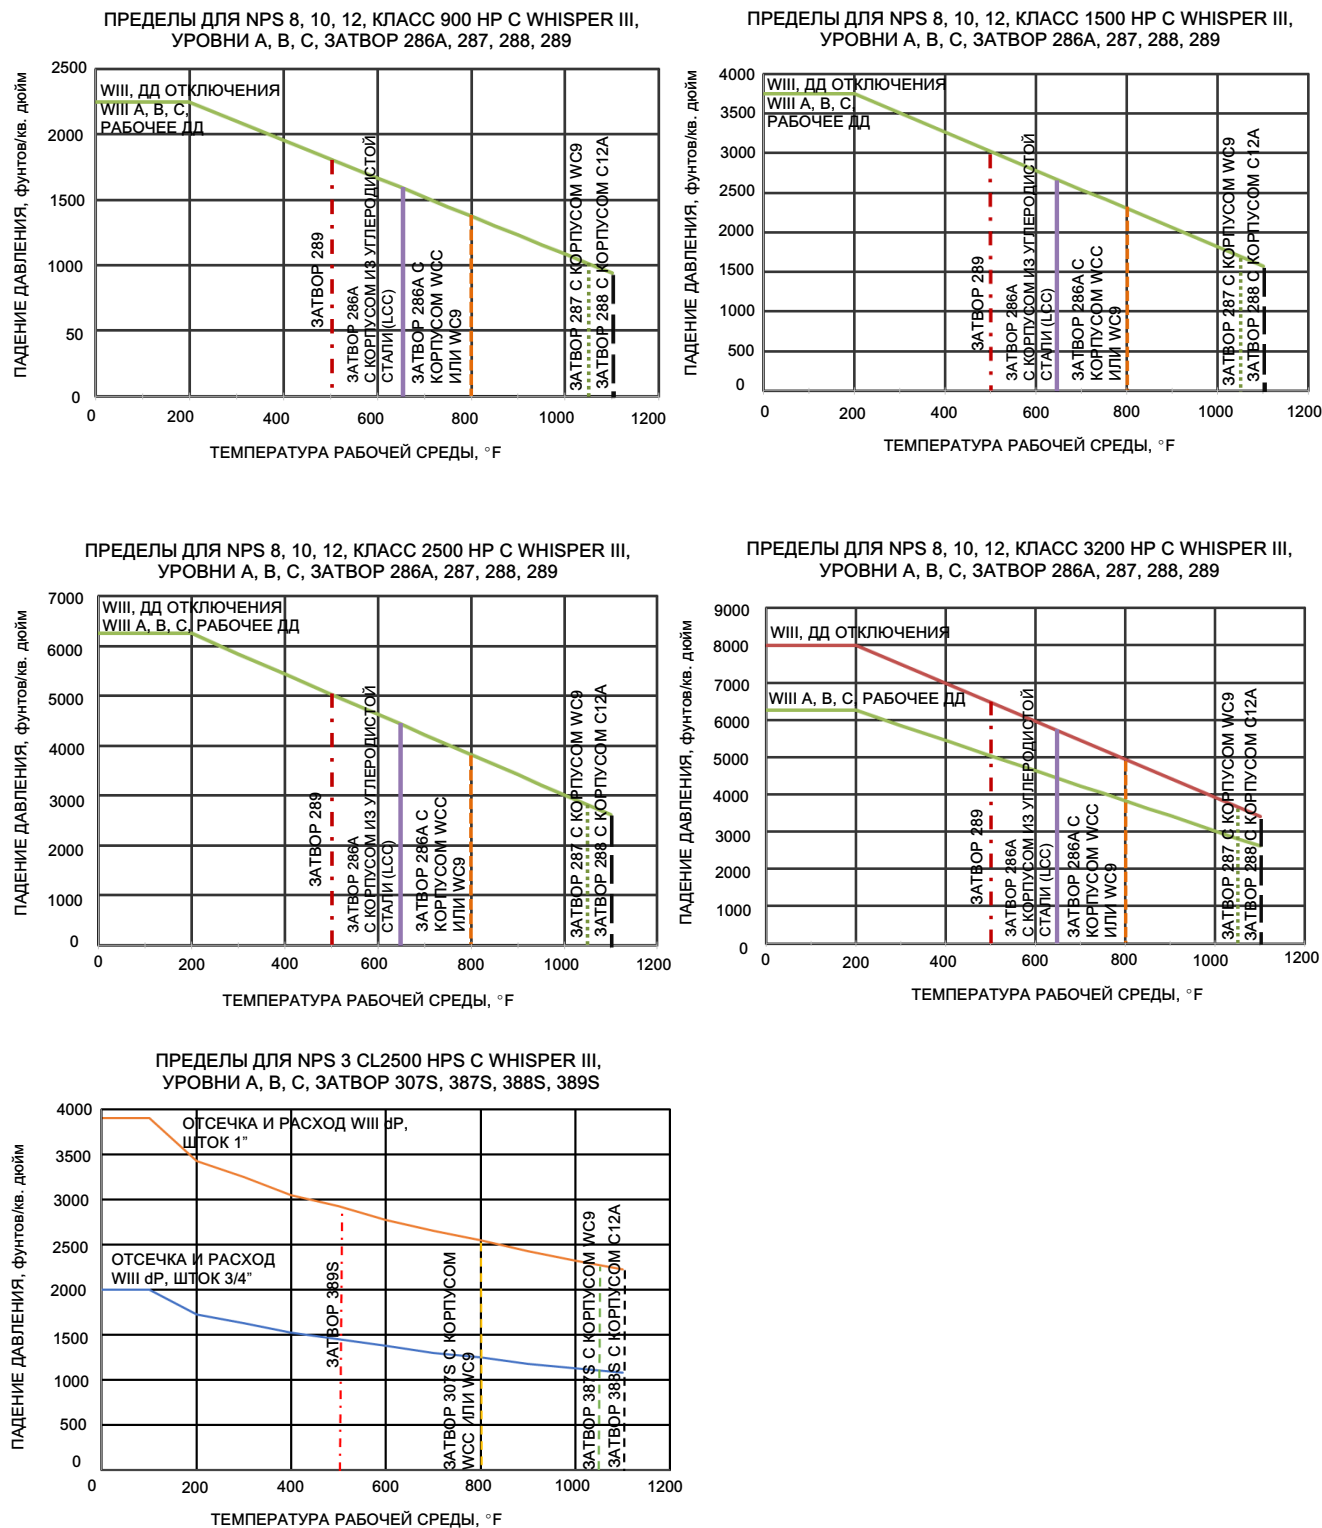 ПРЕДЕЛЫ ДЛЯ NPS 8, 10, 12, КЛАСС 900 HP С WHISPER III,
УРОВНИ A, B, C, ЗАТВОР 286A, 287, 288, 289
ПАДЕНИЕ ДАВЛЕНИЯ, фунтов/кв. дюйм
2500
2000
1500
1000
50
0
WIII, ДД ОТКЛЮЧЕНИЯ
WIII A, B, C,
РАБОЧЕЕ ДД
ЗАТВОР 289
ЗАТВОР 286A
С КОРПУСОМ ИЗ УГЛЕРОДИСТОЙ
СТАЛИ (LCC)
ЗАТВОР 286A С
КОРПУСОМ WCC
ИЛИ WC9
ЗАТВОР 287 С КОРПУСОМ WC9
ЗАТВОР 288 С КОРПУСОМ C12A
0 200 400 600 800 1000 1200
ТЕМПЕРАТУРА РАБОЧЕЙ СРЕДЫ, °F
ПРЕДЕЛЫ ДЛЯ NPS 8, 10, 12, КЛАСС 1500 HP С WHISPER III,
УРОВНИ A, B, C, ЗАТВОР 286A, 287, 288, 289
ПАДЕНИЕ ДАВЛЕНИЯ, фунтов/кв. дюйм
4000
3500
3000
2500
2000
1500
1000
500
0
WIII, ДД ОТКЛЮЧЕНИЯ
WIII A, B, C,
РАБОЧЕЕ ДД
ЗАТВОР 289
ЗАТВОР 286A
С КОРПУСОМ ИЗ УГЛЕРОДИСТОЙ
СТАЛИ (LCC)
ЗАТВОР 286A С
КОРПУСОМ WCC
ИЛИ WC9
ЗАТВОР 287 С КОРПУСОМ WC9
ЗАТВОР 288 С КОРПУСОМ C12A
0 200 400 600 800 1000 1200
ТЕМПЕРАТУРА РАБОЧЕЙ СРЕДЫ, °F
ПРЕДЕЛЫ ДЛЯ NPS 8, 10, 12, КЛАСС 2500 HP С WHISPER III,
УРОВНИ A, B, C, ЗАТВОР 286A, 287, 288, 289
ПАДЕНИЕ ДАВЛЕНИЯ, фунтов/кв. дюйм
7000
6000
5000
4000
3000
2000
1000
0
WIII, ДД ОТКЛЮЧЕНИЯ
WIII A, B, C, РАБОЧЕЕ ДД
ЗАТВОР 289
ЗАТВОР 286A
С КОРПУСОМ ИЗ УГЛЕРОДИСТОЙ
СТАЛИ (LCC)
ЗАТВОР 286A С
КОРПУСОМ WCC
ИЛИ WC9
ЗАТВОР 287 С КОРПУСОМ WC9
ЗАТВОР 288 С КОРПУСОМ C12A
0 200 400 600 800 1000 1200
ТЕМПЕРАТУРА РАБОЧЕЙ СРЕДЫ, °F
ПРЕДЕЛЫ ДЛЯ NPS 8, 10, 12, КЛАСС 3200 HP С WHISPER III,
УРОВНИ A, B, C, ЗАТВОР 286A, 287, 288, 289
ПАДЕНИЕ ДАВЛЕНИЯ, фунтов/кв. дюйм
9000
8000
7000
6000
5000
4000
3000
2000
1000
0
WIII, ДД ОТКЛЮЧЕНИЯ
WIII A, B, C, РАБОЧЕЕ ДД
ЗАТВОР 289
ЗАТВОР 286A
С КОРПУСОМ ИЗ УГЛЕРОДИСТОЙ
СТАЛИ (LCC)
ЗАТВОР 286A С
КОРПУСОМ WCC
ИЛИ WC9
ЗАТВОР 287 С КОРПУСОМ WC9
ЗАТВОР 288 С КОРПУСОМ C12A
0 200 400 600 800 1000 1200
ТЕМПЕРАТУРА РАБОЧЕЙ СРЕДЫ, °F
ПРЕДЕЛЫ ДЛЯ NPS 3 CL2500 HPS С WHISPER III,
УРОВНИ A, B, C, ЗАТВОР 307S, 387S, 388S, 389S
ПАДЕНИЕ ДАВЛЕНИЯ, фунтов/кв. дюйм
4000
3500
3000
2500
2000
1500
1000
500
0
ОТСЕЧКА И РАСХОД WIII dP,
ШТОК 1”
ОТСЕЧКА И РАСХОД
WIII dP, ШТОК 3/4”
ЗАТВОР 389S
ЗАТВОР 307S С КОРПУСОМ
WCC ИЛИ WC9
ЗАТВОР 387S С КОРПУСОМ WC9
ЗАТВОР 388S С КОРПУСОМ C12A
0 200 400 600 800 1000 1200
ТЕМПЕРАТУРА РАБОЧЕЙ СРЕДЫ, °F